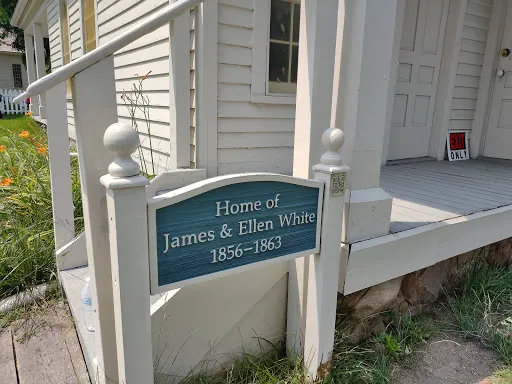 Home of
James & Ellen White
1856–1863
ONLY